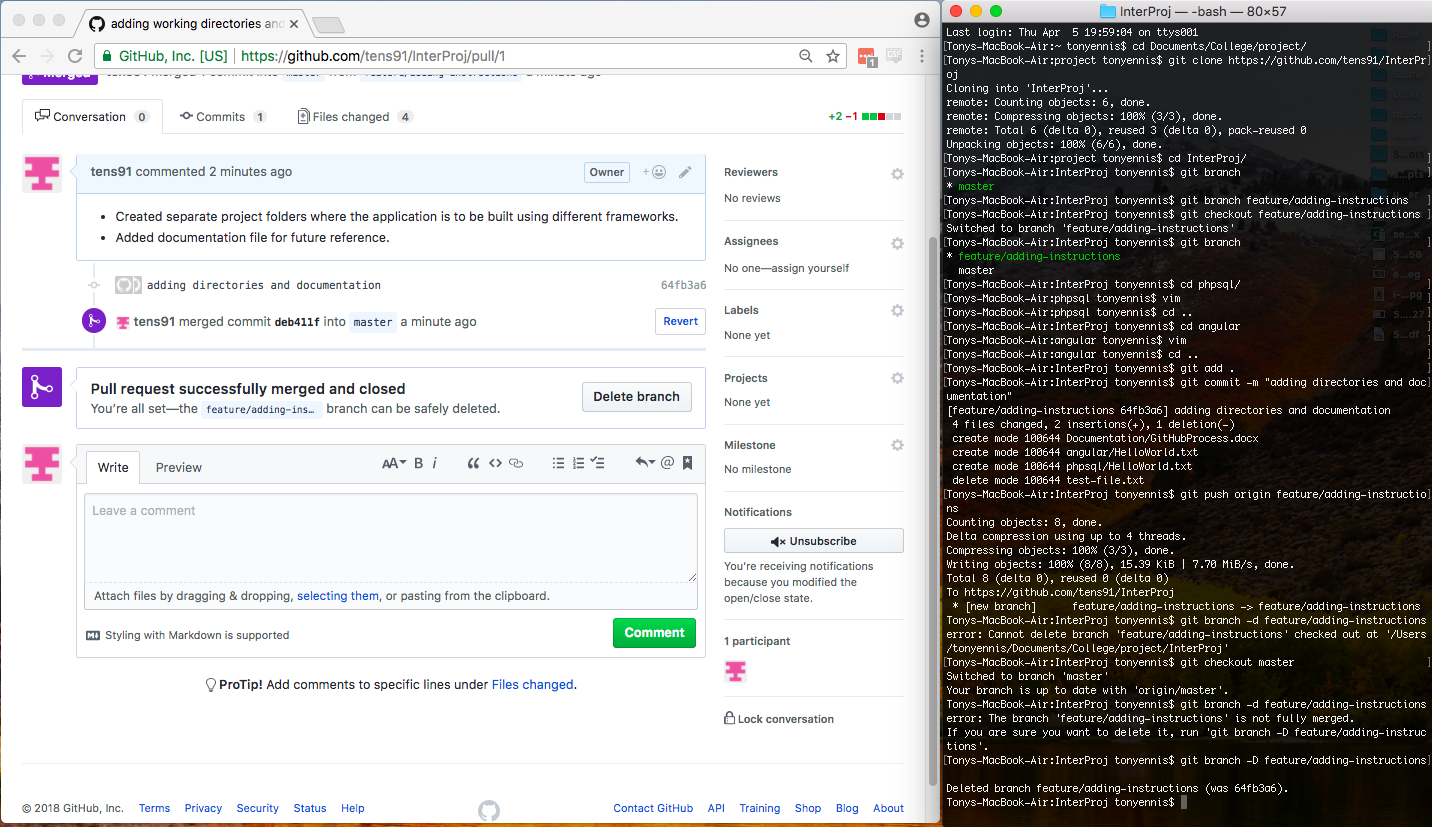 adding working directories and
GitHub, Inc. [US] https://github.com/tens91/InterProj/pull/1
1
Merged tens91 merged 1 commit into master from feature/adding-instructions a minute ago
Conversation 0 Commits 1 Files changed 4 +2 −1
tens91 commented 2 minutes ago Owner
Created separate project folders where the application is to be built using different frameworks.
Added documentation file for future reference.
adding directories and documentation 64fb3a6
tens91 merged commit deb411f into master a minute ago Revert
Pull request successfully merged and closed
You're all set—the feature/adding-ins… branch can be safely deleted.
Delete branch
Write Preview AA B i
Leave a comment
Attach files by dragging & dropping, selecting them, or pasting from the clipboard.
Styling with Markdown is supported Comment
ProTip! Add comments to specific lines under Files changed.
Reviewers
No reviews
Assignees
No one—assign yourself
Labels
None yet
Projects
None yet
Milestone
No milestone
Notifications
Unsubscribe
You're receiving notifications
because you modified the
open/close state.
1 participant
Lock conversation
© 2018 GitHub, Inc. Terms Privacy Security Status Help Contact GitHub API Training Shop Blog About
InterProj — -bash — 80×57
Last login: Thu Apr  5 19:59:04 on ttys001
[Tonys-MacBook-Air:~ tonyennis$ cd Documents/College/project/ ]
[Tonys-MacBook-Air:project tonyennis$ git clone https://github.com/tens91/InterPr]
oj
Cloning into 'InterProj'...
remote: Counting objects: 6, done.
remote: Compressing objects: 100% (3/3), done.
remote: Total 6 (delta 0), reused 3 (delta 0), pack-reused 0
Unpacking objects: 100% (6/6), done.
[Tonys-MacBook-Air:project tonyennis$ cd InterProj/ ]
[Tonys-MacBook-Air:InterProj tonyennis$ git branch ]
* master
[Tonys-MacBook-Air:InterProj tonyennis$ git branch feature/adding-instructions ]
[Tonys-MacBook-Air:InterProj tonyennis$ git checkout feature/adding-instructions ]
Switched to branch 'feature/adding-instructions'
[Tonys-MacBook-Air:InterProj tonyennis$ git branch ]
* feature/adding-instructions
  master
[Tonys-MacBook-Air:InterProj tonyennis$ cd phpsql/ ]
[Tonys-MacBook-Air:phpsql tonyennis$ vim ]
[Tonys-MacBook-Air:phpsql tonyennis$ cd .. ]
[Tonys-MacBook-Air:InterProj tonyennis$ cd angular ]
[Tonys-MacBook-Air:angular tonyennis$ vim ]
[Tonys-MacBook-Air:angular tonyennis$ cd .. ]
[Tonys-MacBook-Air:InterProj tonyennis$ git add . ]
[Tonys-MacBook-Air:InterProj tonyennis$ git commit -m "adding directories and doc]
umentation"
[feature/adding-instructions 64fb3a6] adding directories and documentation
 4 files changed, 2 insertions(+), 1 deletion(-)
 create mode 100644 Documentation/GitHubProcess.docx
 create mode 100644 angular/HelloWorld.txt
 create mode 100644 phpsql/HelloWorld.txt
 delete mode 100644 test-file.txt
[Tonys-MacBook-Air:InterProj tonyennis$ git push origin feature/adding-instructio]
ns
Counting objects: 8, done.
Delta compression using up to 4 threads.
Compressing objects: 100% (3/3), done.
Writing objects: 100% (8/8), 15.39 KiB | 7.70 MiB/s, done.
Total 8 (delta 0), reused 0 (delta 0)
To https://github.com/tens91/InterProj
 * [new branch]      feature/adding-instructions -> feature/adding-instructions
[Tonys-MacBook-Air:InterProj tonyennis$ git branch -d feature/adding-instructions]
error: Cannot delete branch 'feature/adding-instructions' checked out at '/Users
/tonyennis/Documents/College/project/InterProj'
[Tonys-MacBook-Air:InterProj tonyennis$ git checkout master ]
Switched to branch 'master'
Your branch is up to date with 'origin/master'.
[Tonys-MacBook-Air:InterProj tonyennis$ git branch -d feature/adding-instructions]
error: The branch 'feature/adding-instructions' is not fully merged.
If you are sure you want to delete it, run 'git branch -D feature/adding-instruc
tions'.
[Tonys-MacBook-Air:InterProj tonyennis$ git branch -D feature/adding-instructions]
Deleted branch feature/adding-instructions (was 64fb3a6).
Tonys-MacBook-Air:InterProj tonyennis$